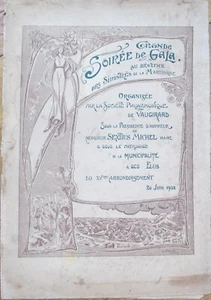 GRANDE
SOIRÉE DE GALA
AU BÉNÉFICE
DES SINISTRÉS DE LA MARTINIQUE
ORGANISÉE
PAR LA SOCIÉTÉ PHILHARMONIQUE
DE VAUGIRARD
SOUS LA PRÉSIDENCE D'HONNEUR DE
MONSIEUR SEXTIUS MICHEL MAIRE
& SOUS LE PATRONAGE
DE LA MUNICIPALITÉ
& DES ÉLUS
DU XVème ARRONDISSEMENT
20 JUIN 1902